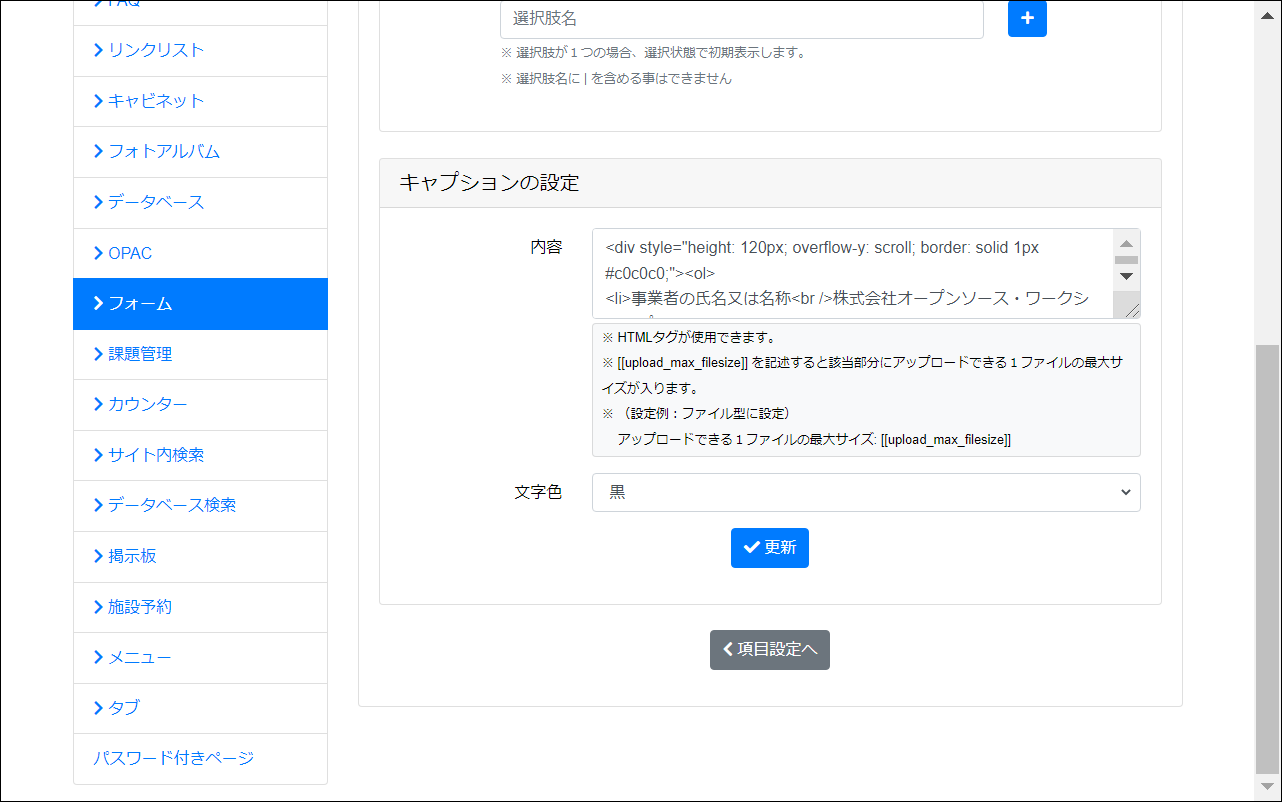 FAQ
リンクリスト
キャビネット
フォトアルバム
データベース
OPAC
フォーム
課題管理
カウンター
サイト内検索
データベース検索
掲示板
施設予約
メニュー
タブ
パスワード付きページ
選択肢名
※ 選択肢が１つの場合、選択状態で初期表示します。
※ 選択肢名に | を含める事はできません
キャプションの設定
内容
<div style="height: 120px; overflow-y: scroll; border: solid 1px
#c0c0c0;"><ol>
<li>事業者の氏名又は名称<br />株式会社オープンソース・ワークシ
※ HTMLタグが使用できます。
※ [[upload_max_filesize]] を記述すると該当部分にアップロードできる１ファイルの最大サ
イズが入ります。
※ （設定例：ファイル型に設定）
アップロードできる１ファイルの最大サイズ: [[upload_max_filesize]]
文字色
黒
更新
項目設定へ